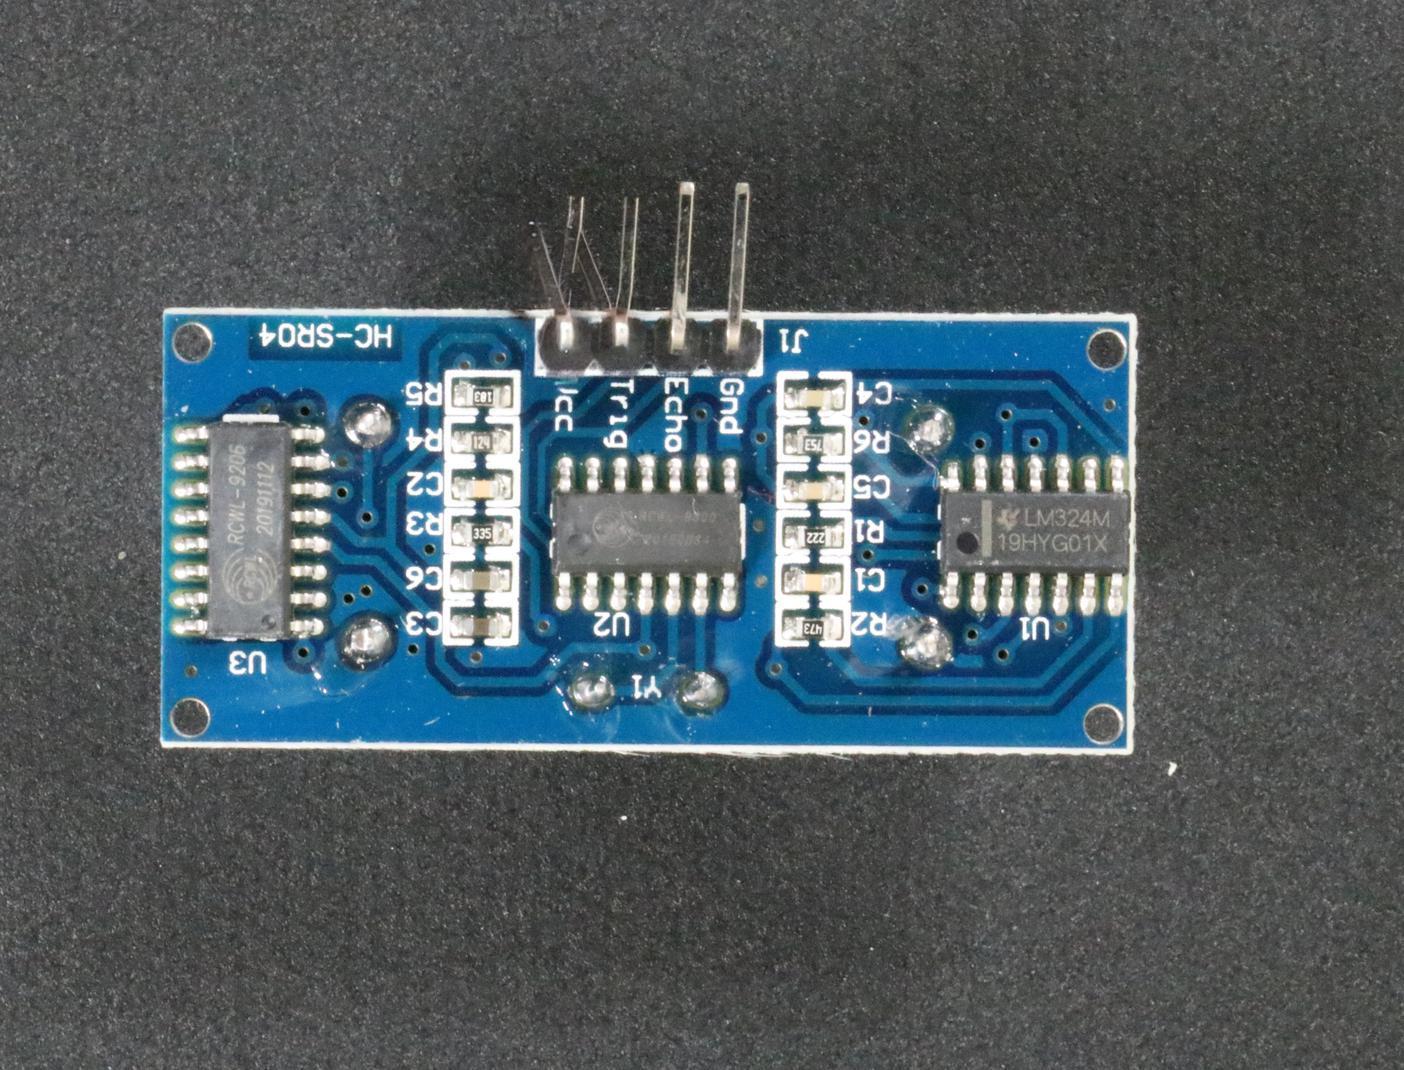 HC-SR04
J1
Vcc
Trig
Echo
Gnd
R5
103
R4
124
C2
R3
335
C6
C3
C4
R6
753
C5
R1
222
C1
R2
473
RCWL-9206
20191112
U3
U2
Y1
LM324M
19HYG01X
U1